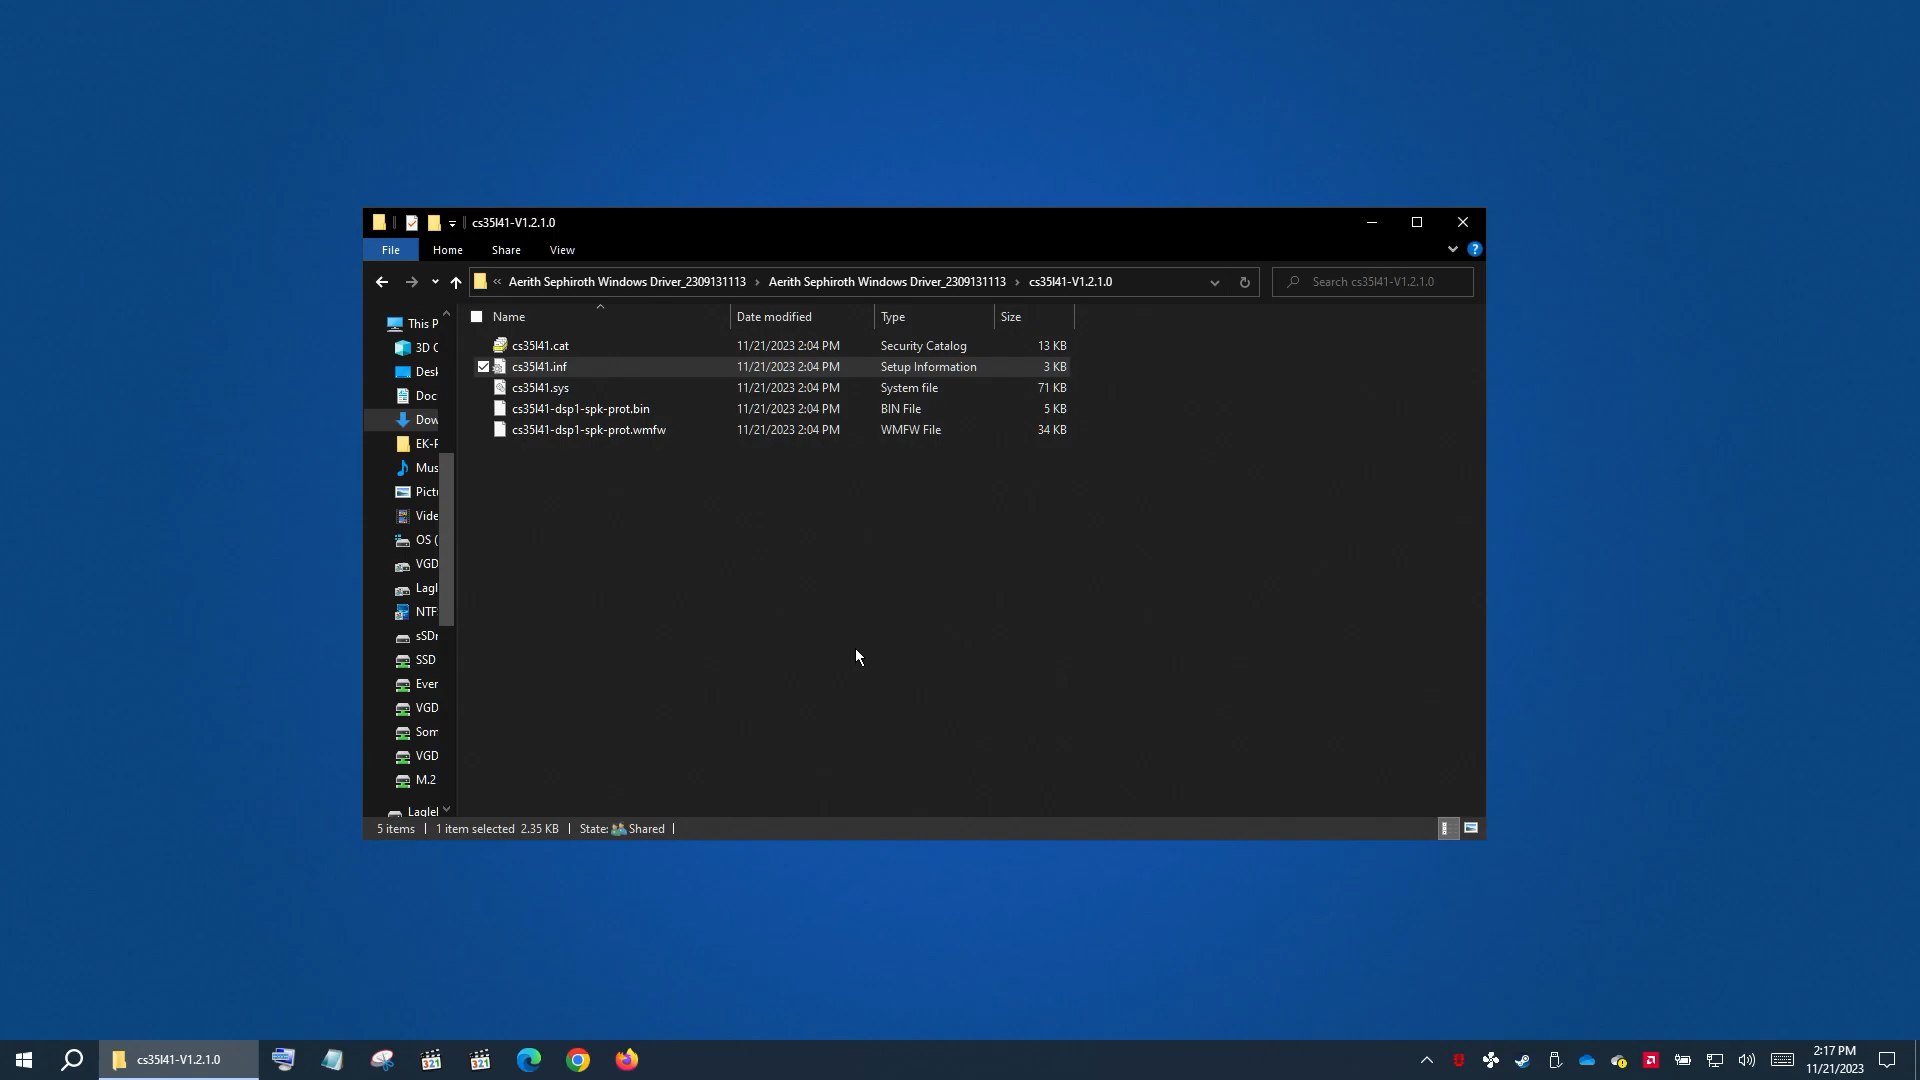 cs35l41-V1.2.1.0
File Home Share View
« Aerith Sephiroth Windows Driver_2309131113 › Aerith Sephiroth Windows Driver_2309131113 › cs35l41-V1.2.1.0
Search cs35l41-V1.2.1.0
Name Date modified Type Size
cs35l41.cat 11/21/2023 2:04 PM Security Catalog 13 KB
cs35l41.inf 11/21/2023 2:04 PM Setup Information 3 KB
cs35l41.sys 11/21/2023 2:04 PM System file 71 KB
cs35l41-dsp1-spk-prot.bin 11/21/2023 2:04 PM BIN File 5 KB
cs35l41-dsp1-spk-prot.wmfw 11/21/2023 2:04 PM WMFW File 34 KB
This P
3D O
Desk
Doc
Dow
EK-P
Mus
Pictu
Vide
OS (
VGD
Lagl
NTF
sSDr
SSD
Ever
VGD
Som
VGD
M.2
Laglel
5 items 1 item selected 2.35 KB State: Shared
cs35l41-V1.2.1.0
321
321
2:17 PM
11/21/2023